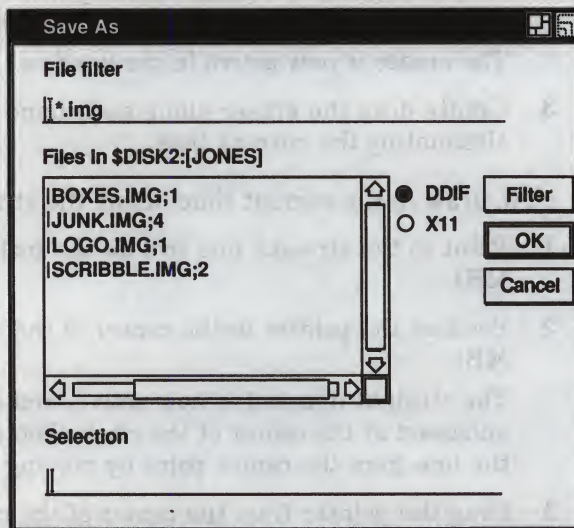 Save As
File filter
*.img
Files in $DISK2:[JONES]
BOXES.IMG;1
JUNK.IMG;4
LOGO.IMG;1
SCRIBBLE.IMG;2
DDIF
X11
Filter
OK
Cancel
Selection